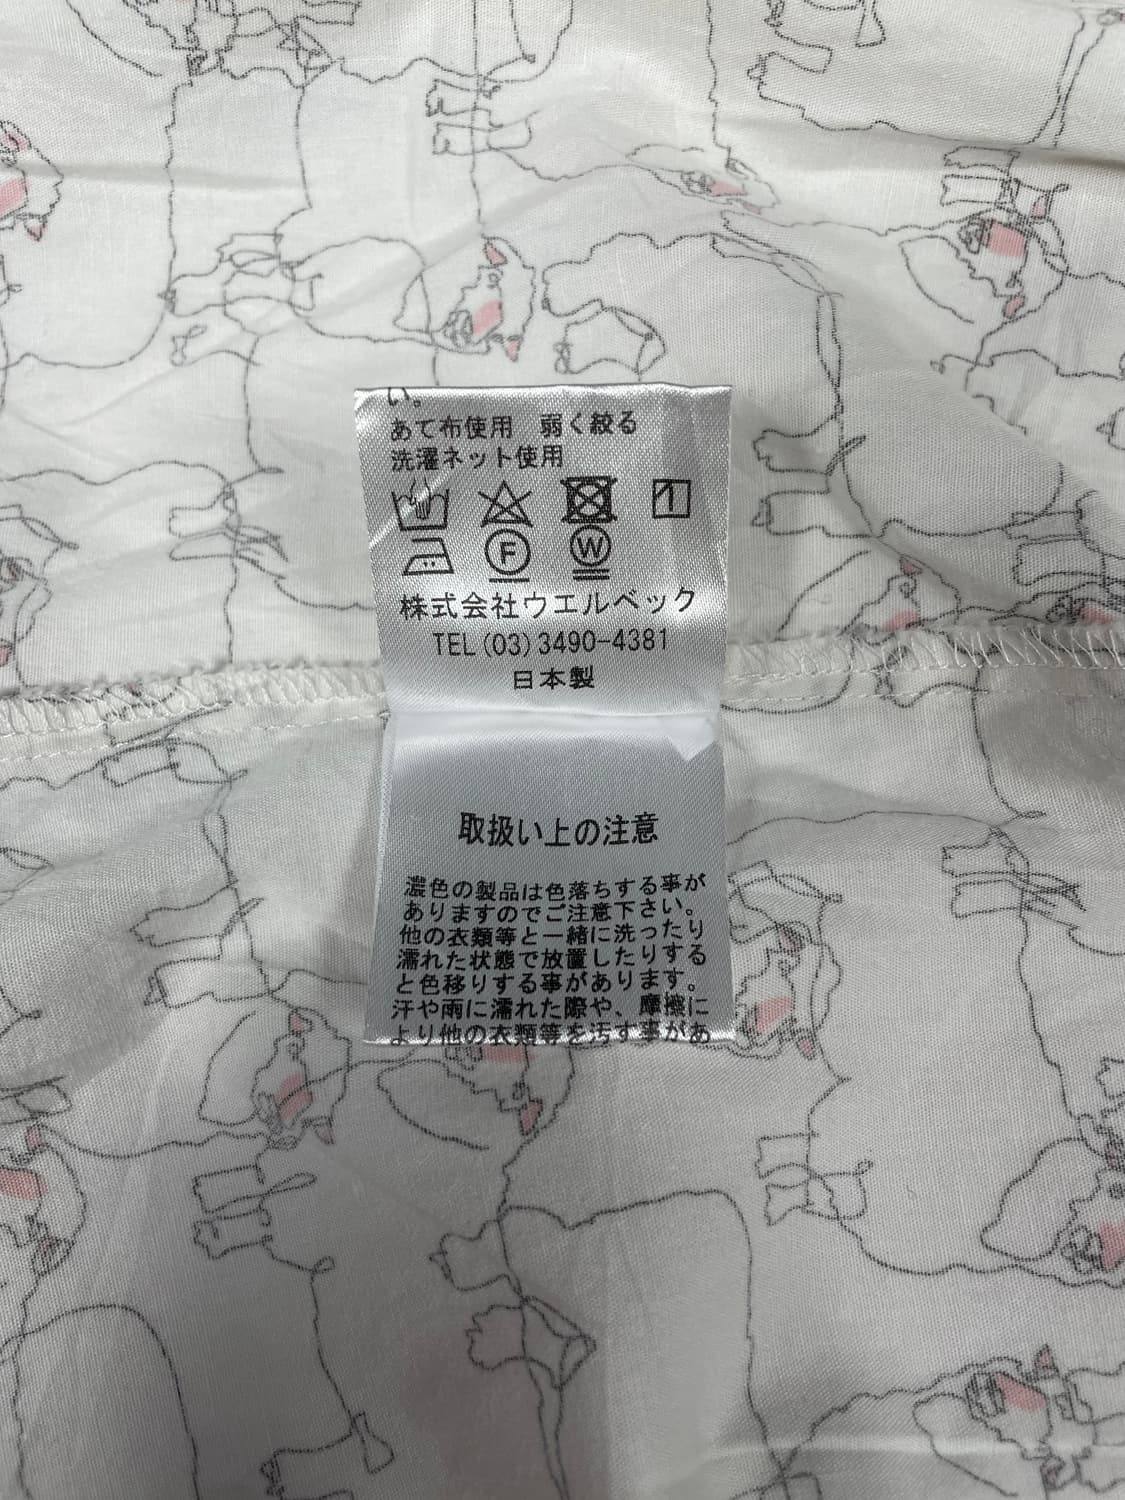 い。
あて布使用　弱く絞る
洗濯ネット使用
F W
株式会社ウエルベック
TEL(03)3490-4381
日本製
取扱い上の注意
濃色の製品は色落ちする事が
ありますのでご注意下さい。
他の衣類等と一緒に洗ったり
濡れた状態で放置したりする
と色移りする事があります。
汗や雨に濡れた際や、摩擦に
より他の衣類等を汚す事があ